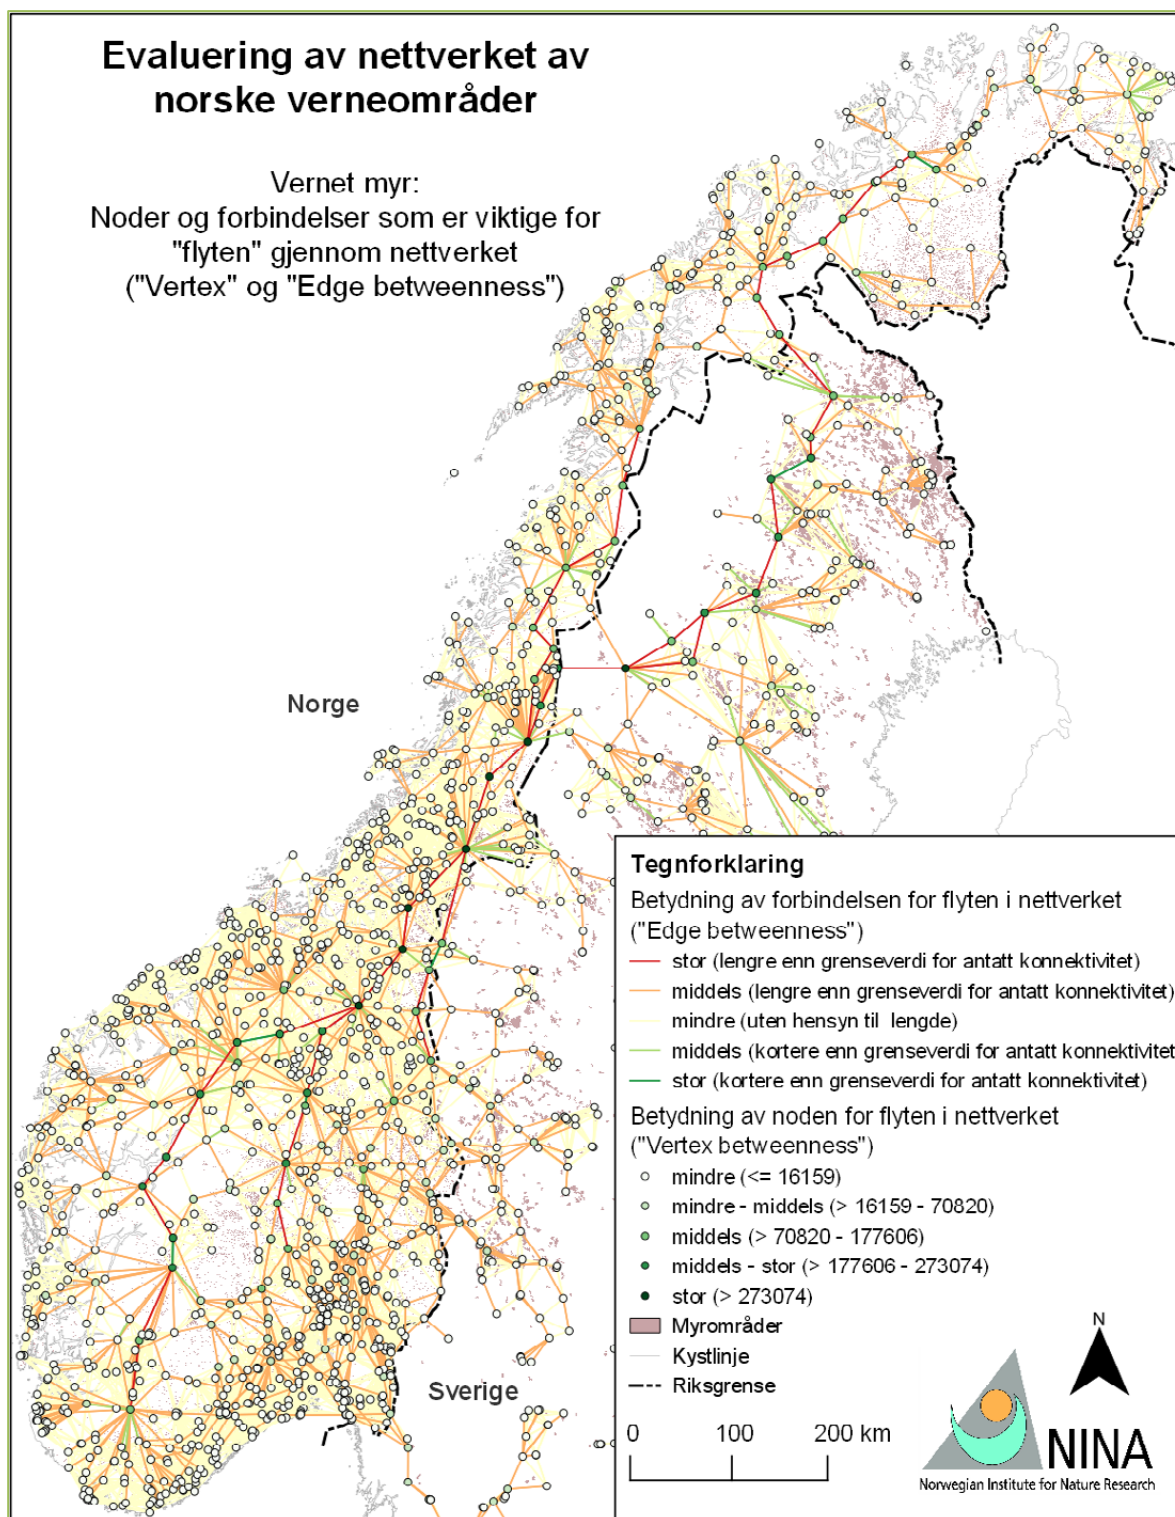 Evaluering av nettverket av
norske verneområder
Vernet myr:
Noder og forbindelser som er viktige for
"flyten" gjennom nettverket
("Vertex" og "Edge betweenness")
Norge
Sverige
Tegnforklaring
Betydning av forbindelsen for flyten i nettverket
("Edge betweenness")
stor (lengre enn grenseverdi for antatt konnektivitet)
middels (lengre enn grenseverdi for antatt konnektivitet)
mindre (uten hensyn til lengde)
middels (kortere enn grenseverdi for antatt konnektivitet
stor (kortere enn grenseverdi for antatt konnektivitet)
Betydning av noden for flyten i nettverket
("Vertex betweenness")
mindre (<= 16159)
mindre - middels (> 16159 - 70820)
middels (> 70820 - 177606)
middels - stor (> 177606 - 273074)
stor (> 273074)
Myrområder
Kystlinje
Riksgrense
0 100 200 km
N
NINA
Norwegian Institute for Nature Research